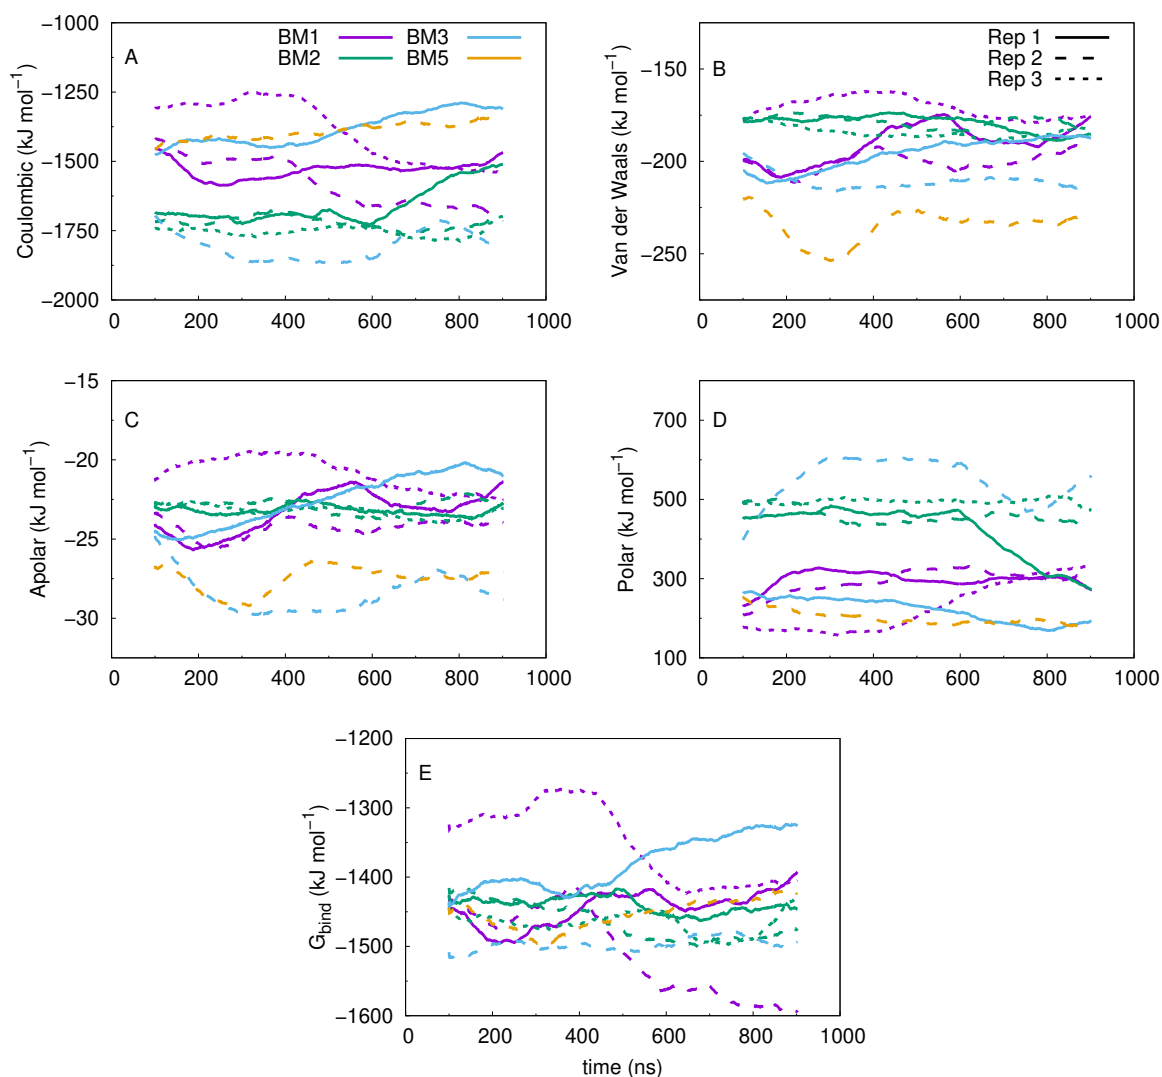 A
BM1 BM3
BM2 BM5
Coulombic (kJ mol⁻¹)
−1000
−1250
−1500
−1750
−2000
0 200 400 600 800 1000
B
Rep 1
Rep 2
Rep 3
Van der Waals (kJ mol⁻¹)
−150
−200
−250
0 200 400 600 800 1000
C
Apolar (kJ mol⁻¹)
−15
−20
−25
−30
0 200 400 600 800 1000
D
Polar (kJ mol⁻¹)
700
500
300
100
0 200 400 600 800 1000
E
G_bind (kJ mol⁻¹)
−1200
−1300
−1400
−1500
−1600
0 200 400 600 800 1000
time (ns)